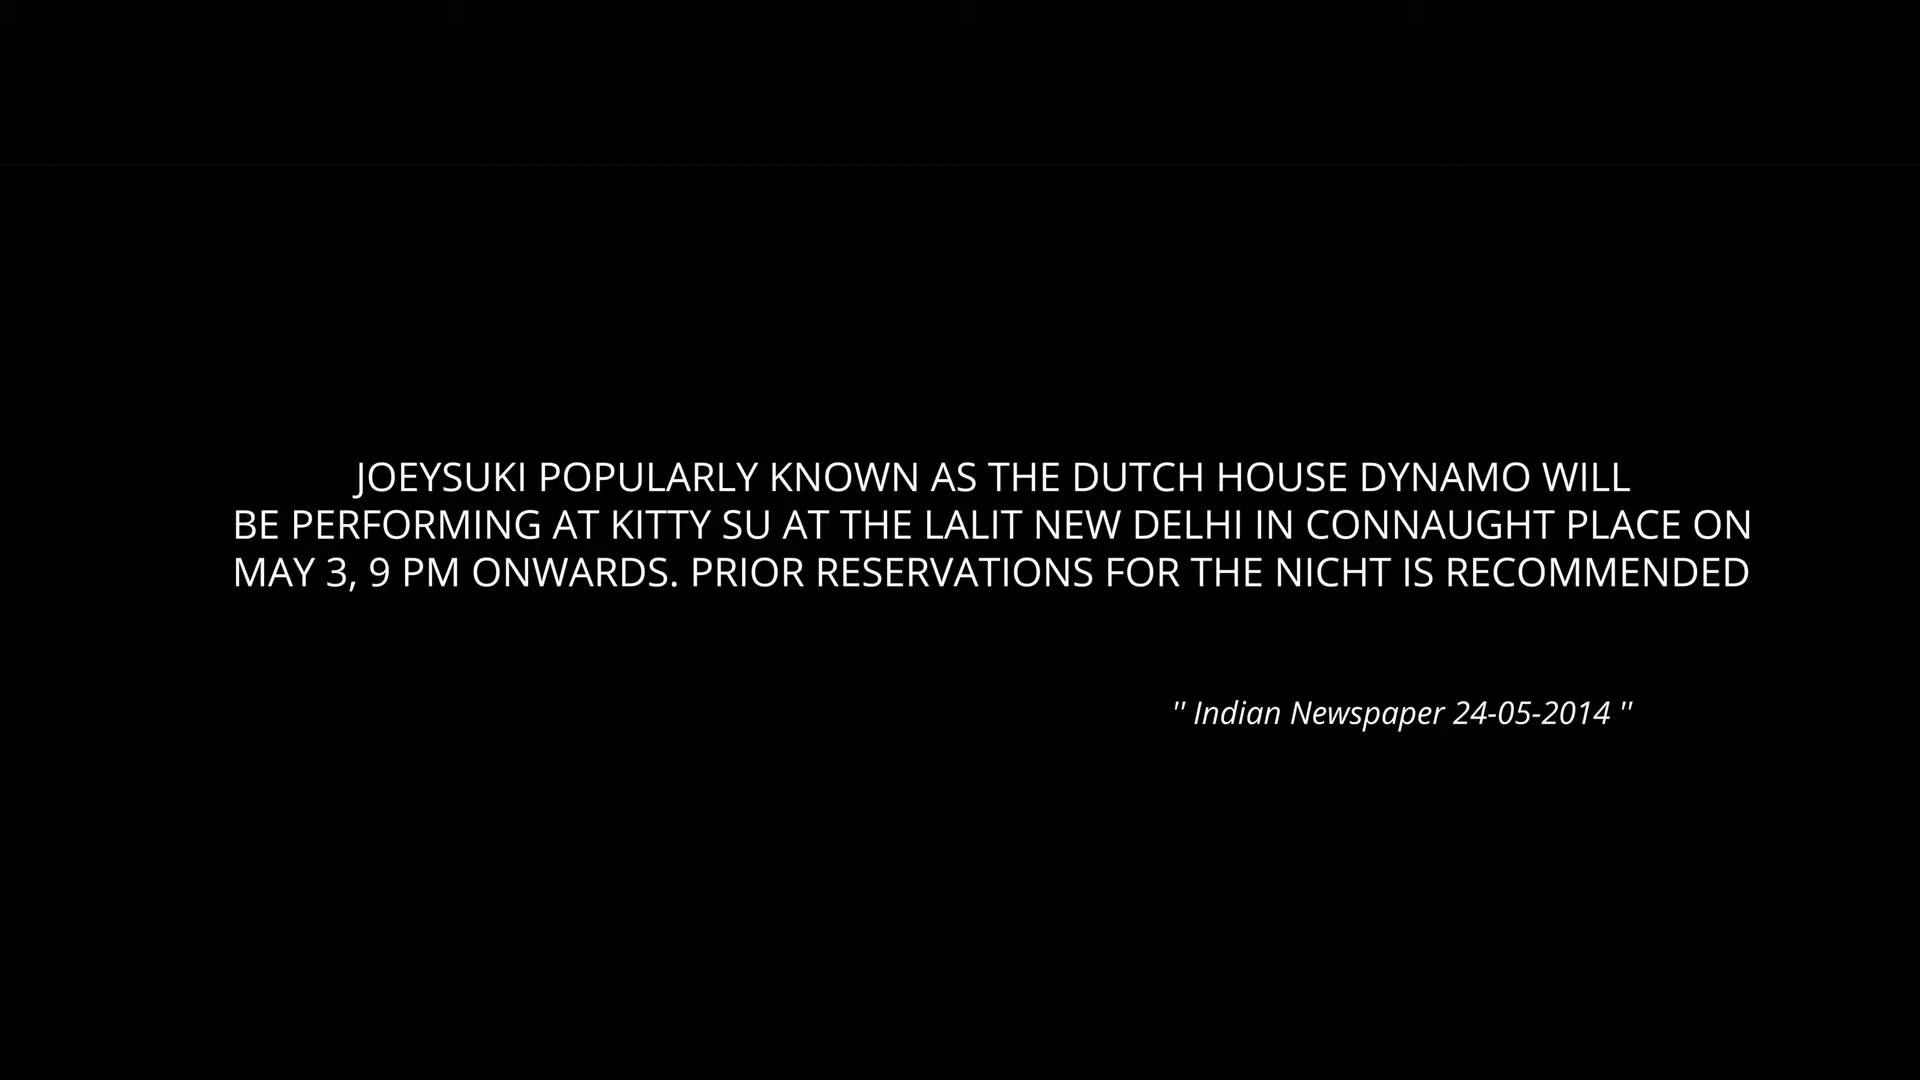 JOEYSUKI POPULARLY KNOWN AS THE DUTCH HOUSE DYNAMO WILL
BE PERFORMING AT KITTY SU AT THE LALIT NEW DELHI IN CONNAUGHT PLACE ON
MAY 3, 9 PM ONWARDS. PRIOR RESERVATIONS FOR THE NICHT IS RECOMMENDED
" Indian Newspaper 24-05-2014 "